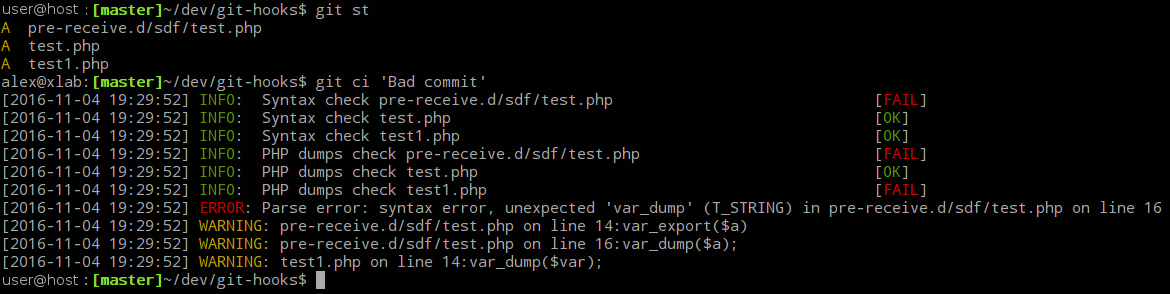 user@host : [master]~/dev/git-hooks$ git st
A  pre-receive.d/sdf/test.php
A  test.php
A  test1.php
alex@xlab:[master]~/dev/git-hooks$ git ci 'Bad commit'
[2016-11-04 19:29:52] INFO:  Syntax check pre-receive.d/sdf/test.php [FAIL]
[2016-11-04 19:29:52] INFO:  Syntax check test.php [OK]
[2016-11-04 19:29:52] INFO:  Syntax check test1.php [OK]
[2016-11-04 19:29:52] INFO:  PHP dumps check pre-receive.d/sdf/test.php [FAIL]
[2016-11-04 19:29:52] INFO:  PHP dumps check test.php [OK]
[2016-11-04 19:29:52] INFO:  PHP dumps check test1.php [FAIL]
[2016-11-04 19:29:52] ERROR: Parse error: syntax error, unexpected 'var_dump' (T_STRING) in pre-receive.d/sdf/test.php on line 16
[2016-11-04 19:29:52] WARNING: pre-receive.d/sdf/test.php on line 14:var_export($a)
[2016-11-04 19:29:52] WARNING: pre-receive.d/sdf/test.php on line 16:var_dump($a);
[2016-11-04 19:29:52] WARNING: test1.php on line 14:var_dump($var);
user@host : [master]~/dev/git-hooks$